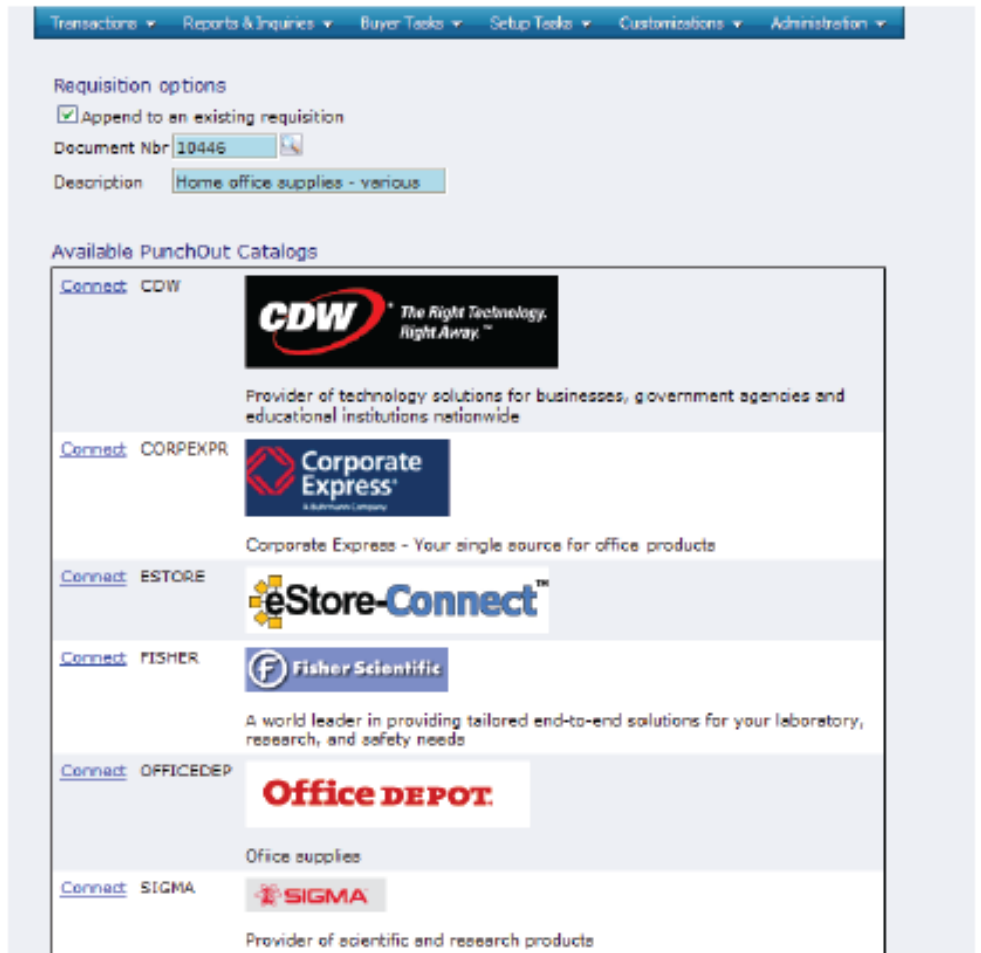 Transactions Reports & Inquiries Buyer Tasks Setup Tasks Customizations Administration
Requisition options
Append to an existing requisition
Document Nbr 10446
Description Home office supplies - various
Available PunchOut Catalogs
Connect CDW
CDW The Right Technology.
Right Away.™
Provider of technology solutions for businesses, government agencies and
educational institutions nationwide
Connect CORPEXPR
Corporate
Express
A Buhrmann Company
Corporate Express - Your single source for office products
Connect ESTORE
eStore-Connect™
Connect FISHER
Fisher Scientific
A world leader in providing tailored end-to-end solutions for your laboratory,
research, and safety needs
Connect OFFICEDEP
Office DEPOT.
Ofice supplies
Connect SIGMA
SIGMA
Provider of scientific and research products